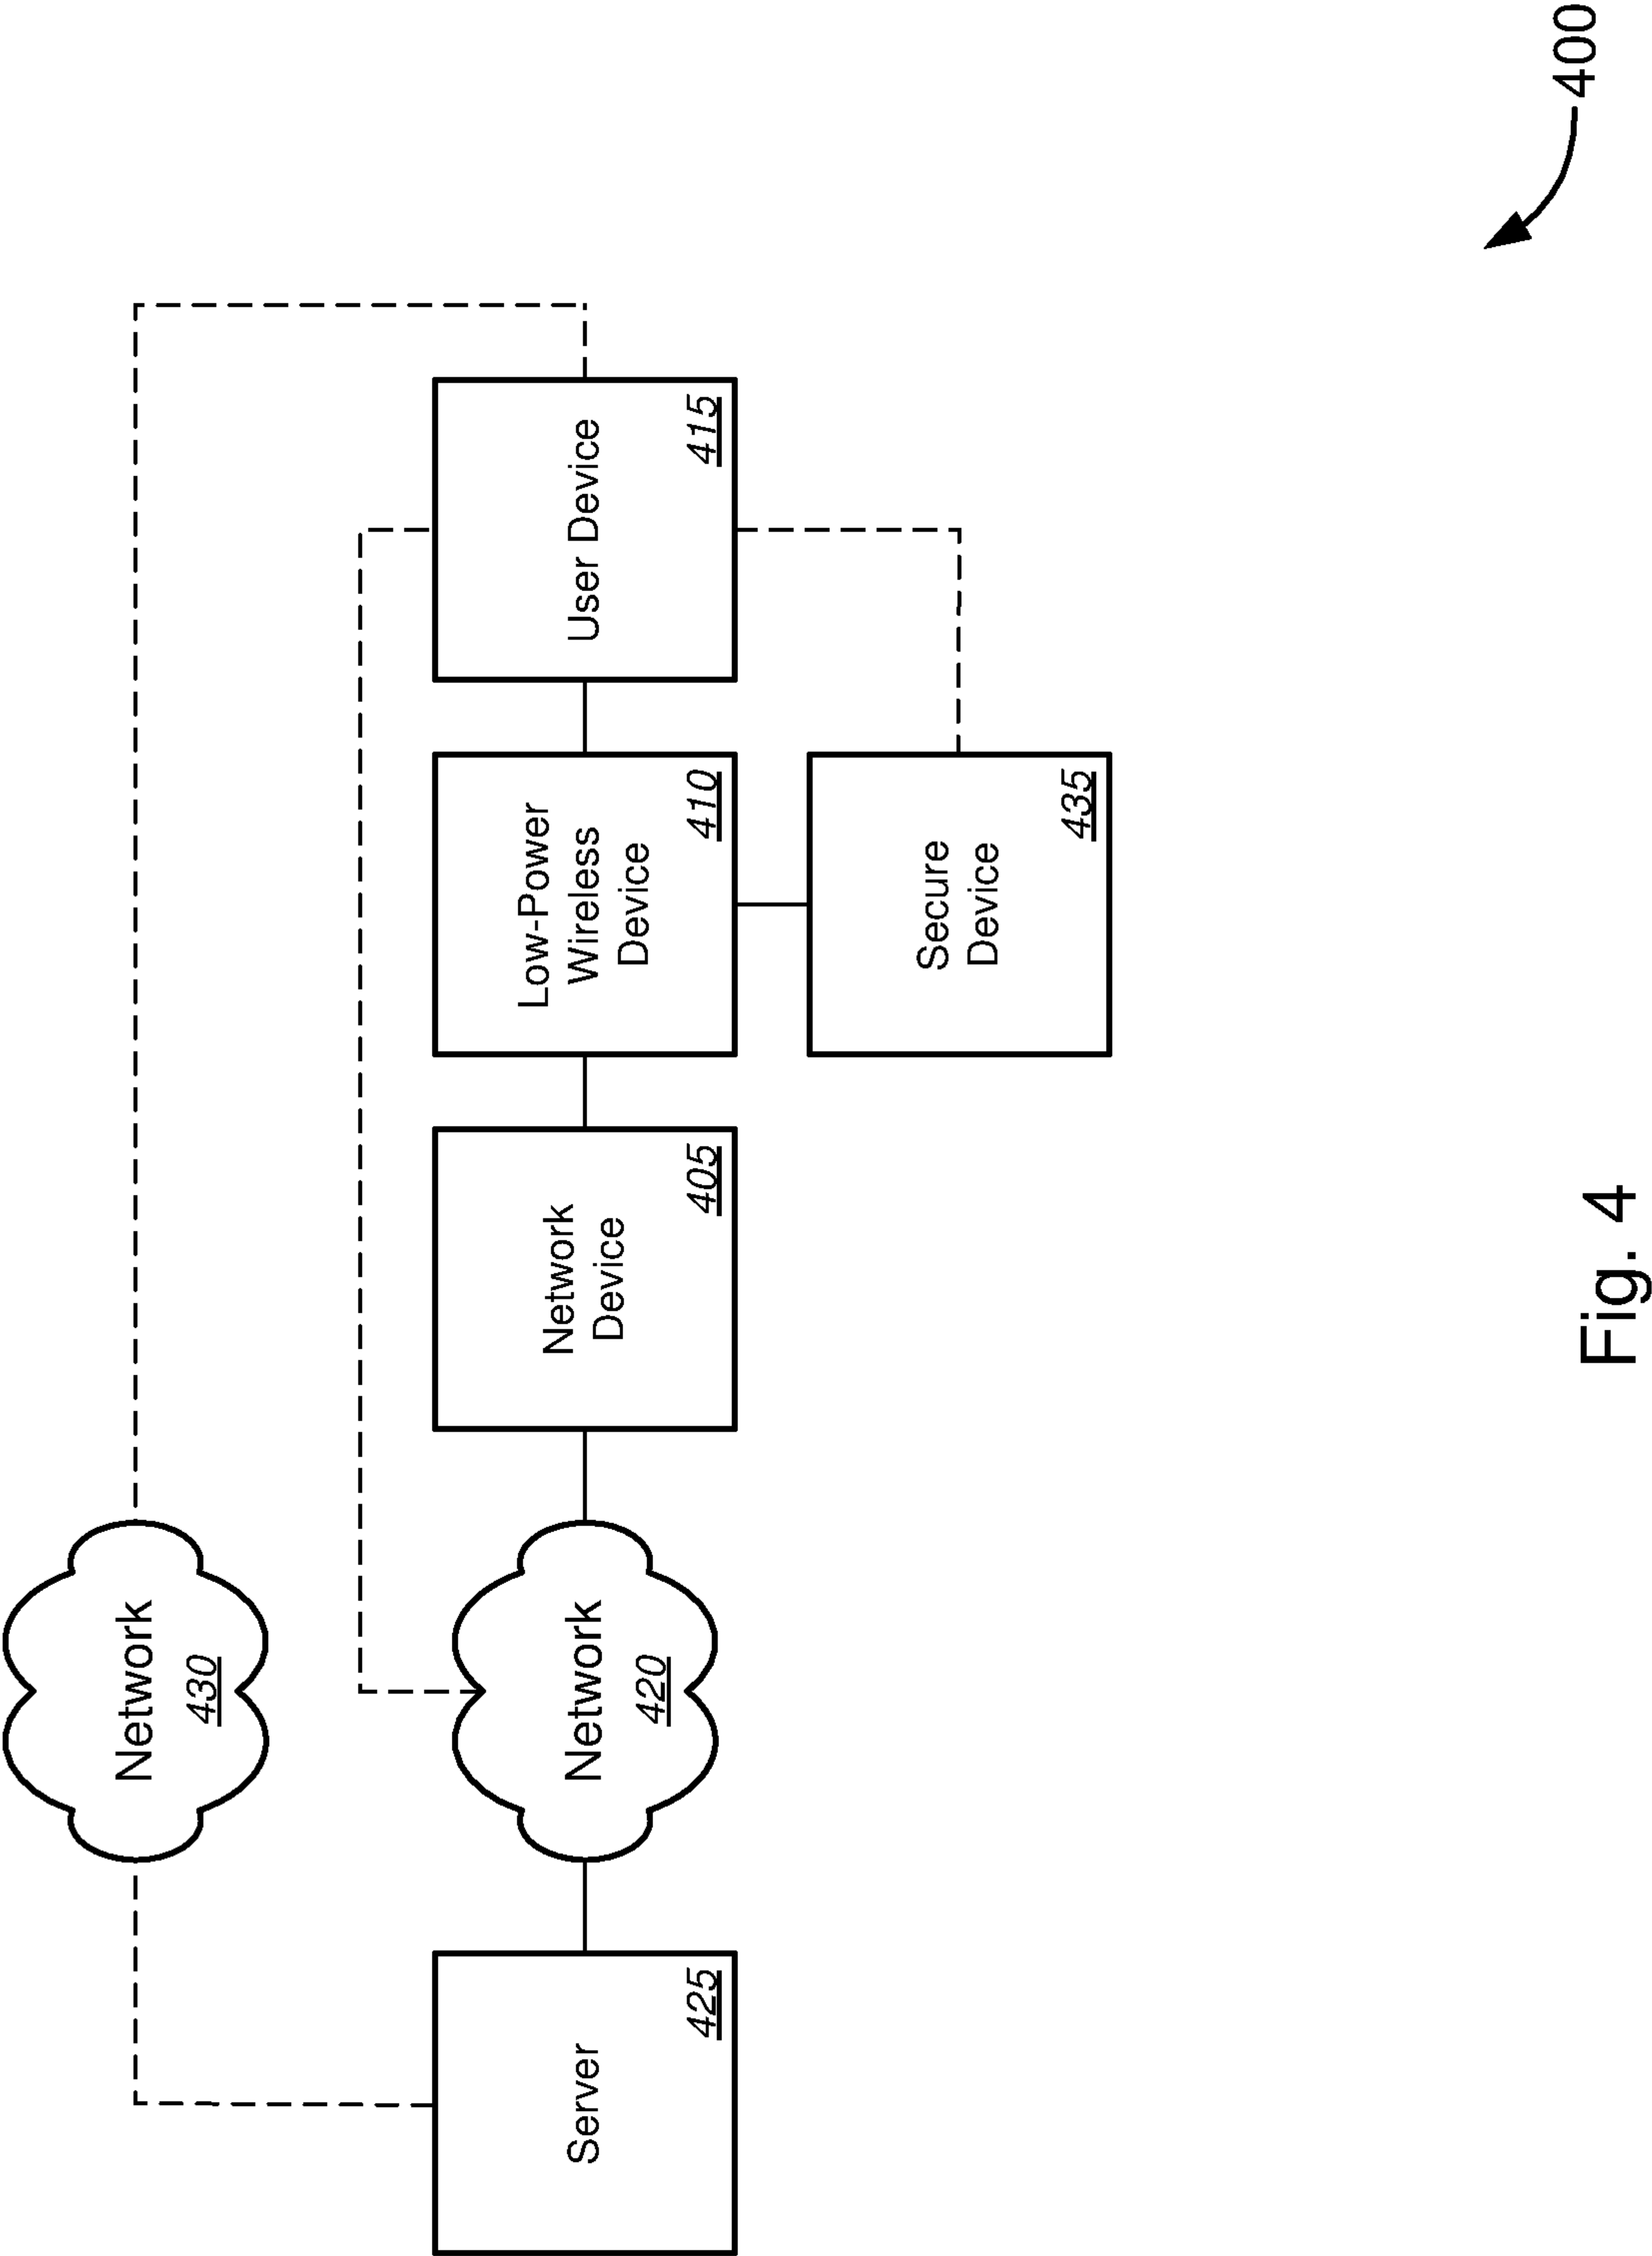 Network
430
Server
425
Network
420
Network
Device
405
Low-Power
Wireless
Device
410
User Device
415
Secure
Device
435
400
Fig. 4